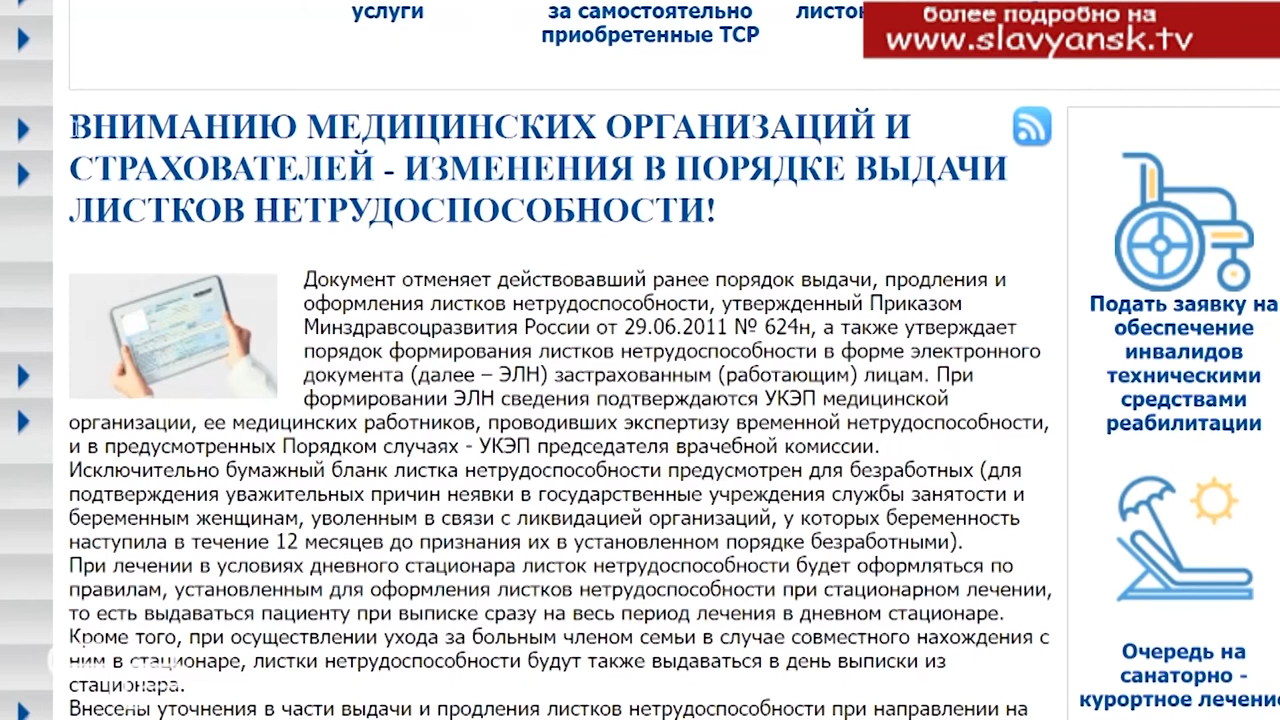 услуги
за самостоятельно
приобретенные ТСР
более подробно на
www.slavyansk.tv
ВНИМАНИЮ МЕДИЦИНСКИХ ОРГАНИЗАЦИЙ И
СТРАХОВАТЕЛЕЙ - ИЗМЕНЕНИЯ В ПОРЯДКЕ ВЫДАЧИ
ЛИСТКОВ НЕТРУДОСПОСОБНОСТИ!
Документ отменяет действовавший ранее порядок выдачи, продления и
оформления листков нетрудоспособности, утвержденный Приказом
Минздравсоцразвития России от 29.06.2011 № 624н, а также утверждает
порядок формирования листков нетрудоспособности в форме электронного
документа (далее – ЭЛН) застрахованным (работающим) лицам. При
формировании ЭЛН сведения подтверждаются УКЭП медицинской
организации, ее медицинских работников, проводивших экспертизу временной нетрудоспособности,
и в предусмотренных Порядком случаях - УКЭП председателя врачебной комиссии.
Исключительно бумажный бланк листка нетрудоспособности предусмотрен для безработных (для
подтверждения уважительных причин неявки в государственные учреждения службы занятости и
беременным женщинам, уволенным в связи с ликвидацией организаций, у которых беременность
наступила в течение 12 месяцев до признания их в установленном порядке безработными).
При лечении в условиях дневного стационара листок нетрудоспособности будет оформляться по
правилам, установленным для оформления листков нетрудоспособности при стационарном лечении,
то есть выдаваться пациенту при выписке сразу на весь период лечения в дневном стационаре.
Кроме того, при осуществлении ухода за больным членом семьи в случае совместного нахождения с
ним в стационаре, листки нетрудоспособности будут также выдаваться в день выписки из
стационара.
Внесены уточнения в части выдачи и продления листков нетрудоспособности при направлении на
Подать заявку на
обеспечение
инвалидов
техническими
средствами
реабилитации
Очередь на
санаторно -
курортное лечение